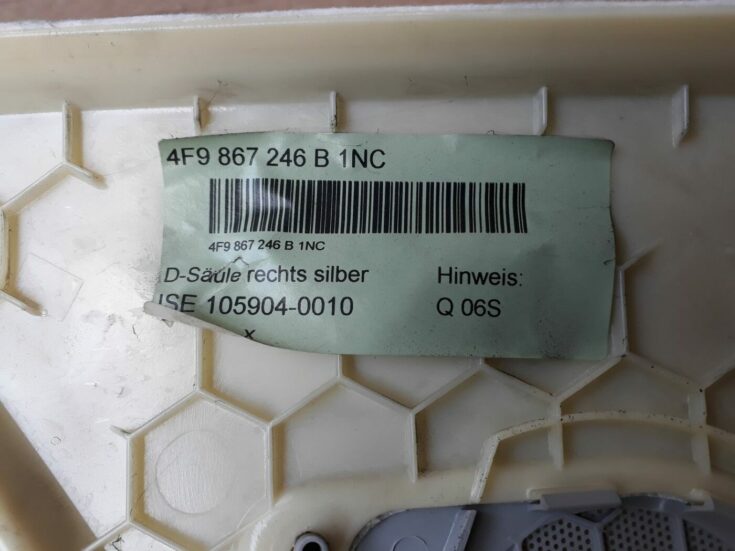 4F9 867 246 B 1NC
4F9 867 246 B 1NC
D-Säule rechts silber
Hinweis:
ISE 105904-0010
Q 06S
x